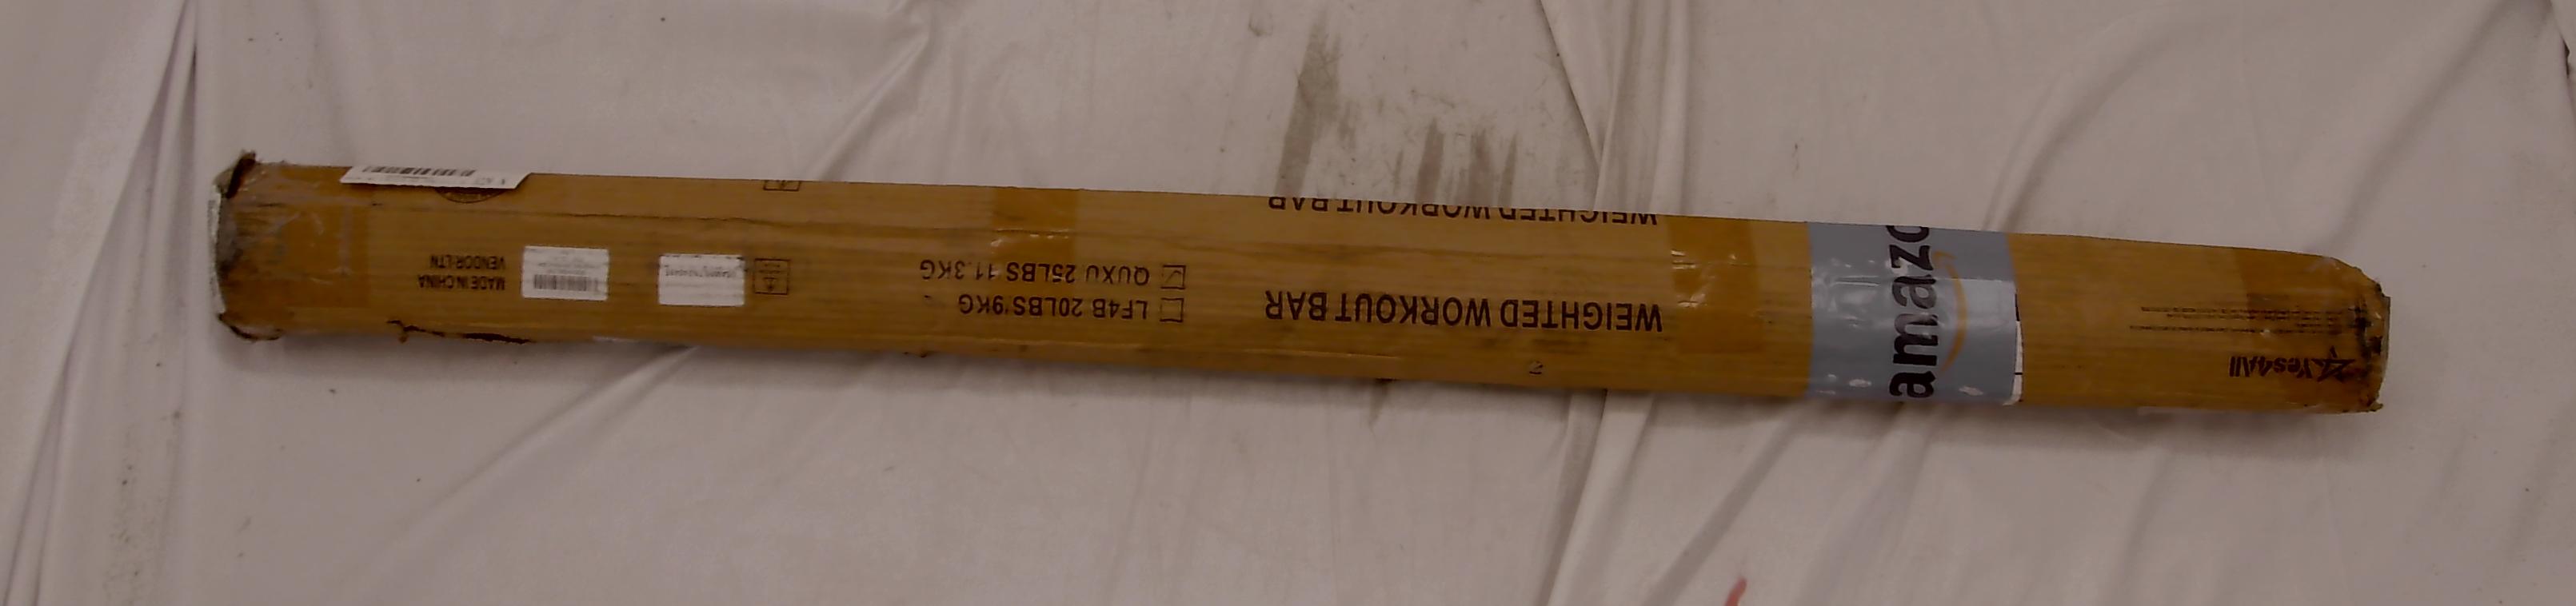 Yes4All
amazo
WEIGHTED WORKOUT BAR
WEIGHTED WORKOUT BAR
LF4B 20LBS 9KG
QUXU 25LBS 11.3KG
MADE IN CHINA
VENDOR:LTN